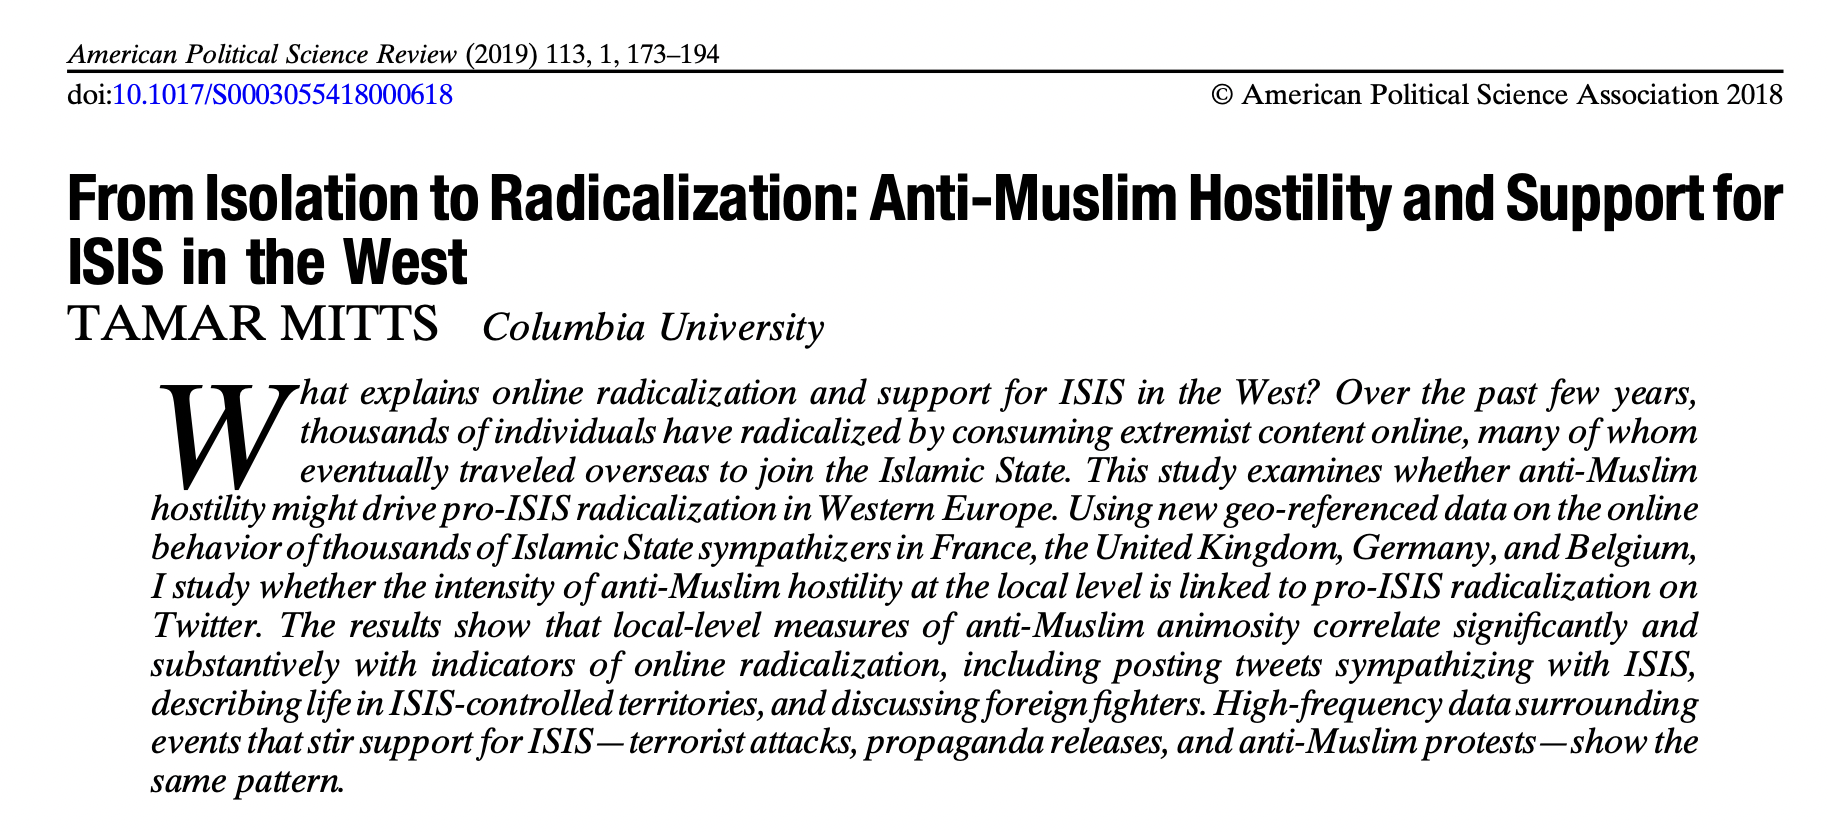 American Political Science Review (2019) 113, 1, 173–194
doi:10.1017/S0003055418000618
© American Political Science Association 2018
From Isolation to Radicalization: Anti-Muslim Hostility and Support for
ISIS in the West
TAMAR MITTS Columbia University
What explains online radicalization and support for ISIS in the West? Over the past few years,
thousands of individuals have radicalized by consuming extremist content online, many of whom
eventually traveled overseas to join the Islamic State. This study examines whether anti-Muslim
hostility might drive pro-ISIS radicalization in Western Europe. Using new geo-referenced data on the online
behavior of thousands of Islamic State sympathizers in France, the United Kingdom, Germany, and Belgium,
I study whether the intensity of anti-Muslim hostility at the local level is linked to pro-ISIS radicalization on
Twitter. The results show that local-level measures of anti-Muslim animosity correlate significantly and
substantively with indicators of online radicalization, including posting tweets sympathizing with ISIS,
describing life in ISIS-controlled territories, and discussing foreign fighters. High-frequency data surrounding
events that stir support for ISIS—terrorist attacks, propaganda releases, and anti-Muslim protests—show the
same pattern.